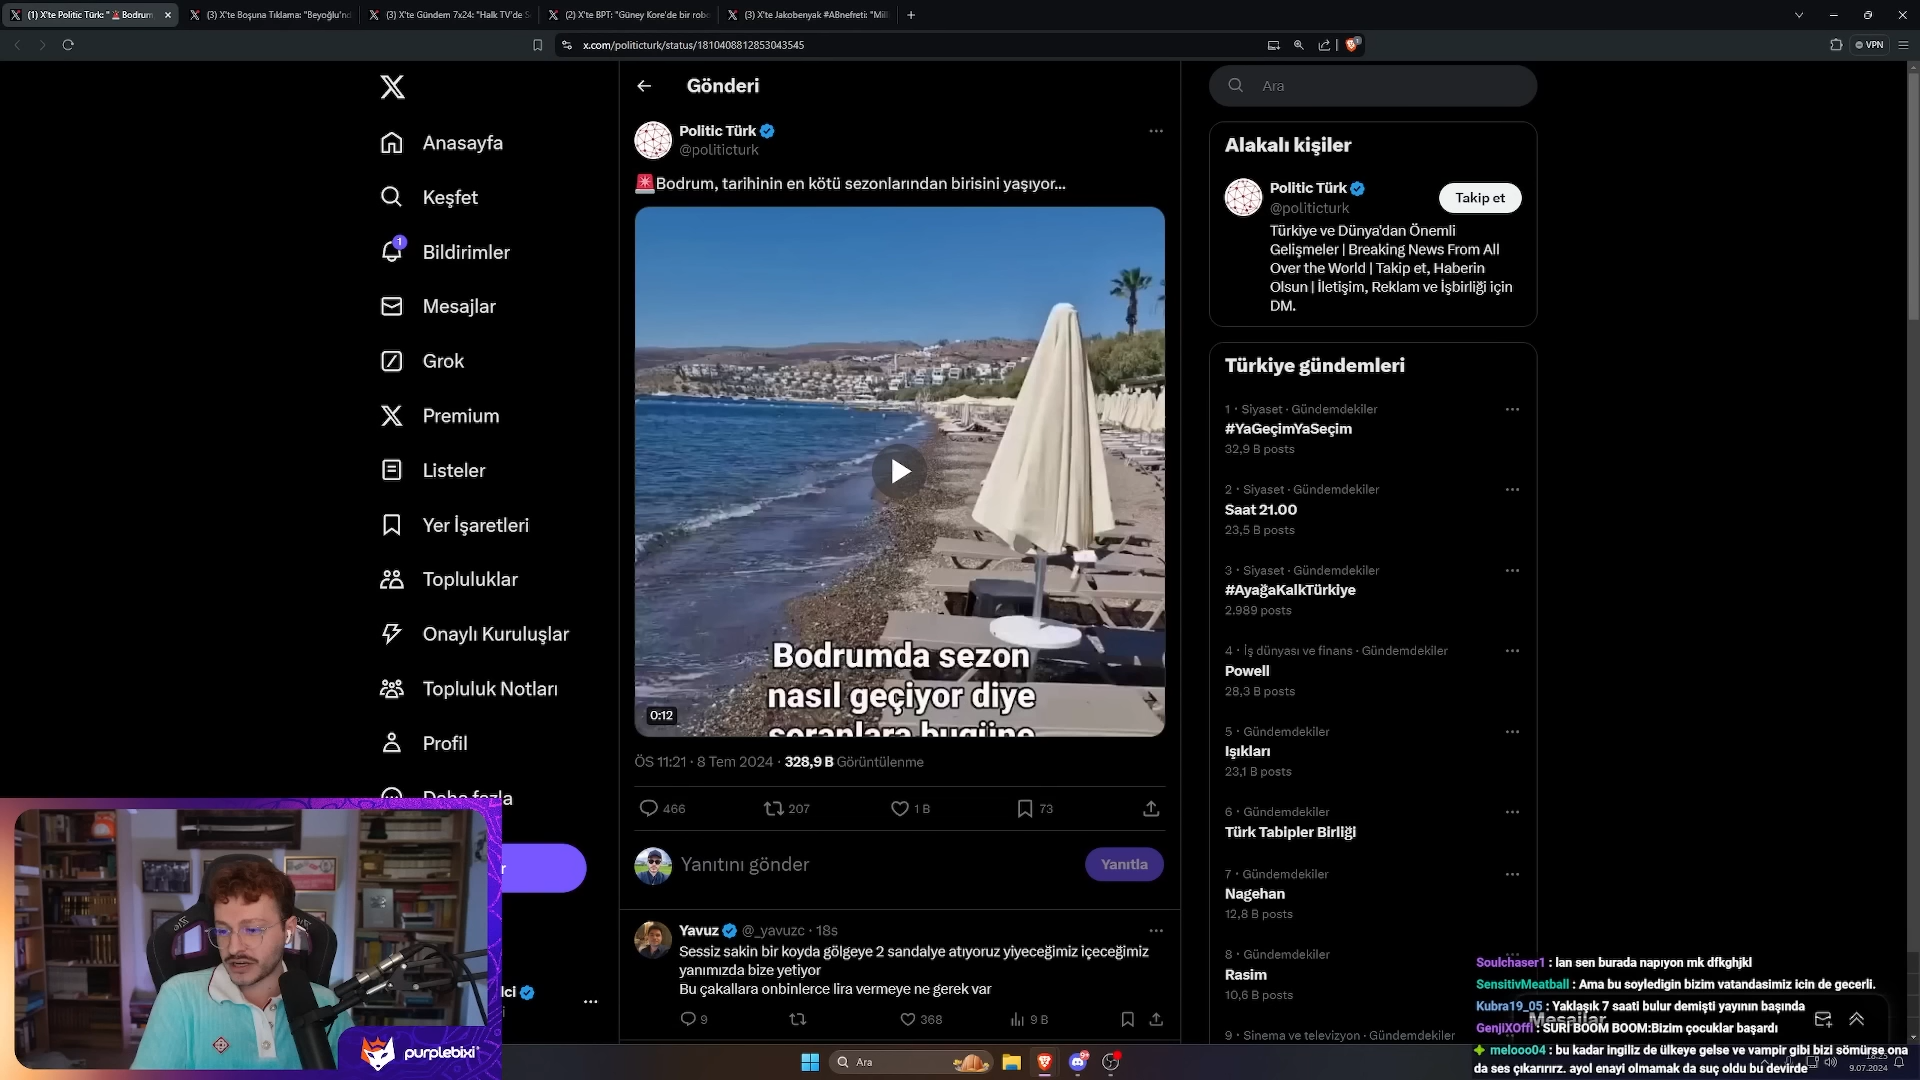 (1) X'te Politic Türk: "🚨Bodrum
(3) X'te Boşuna Tıklama: "Beyoğlu'nd
(3) X'te Gündem 7x24: "Halk TV'de S
(2) X'te BPT: "Güney Kore'de bir robo
(3) X'te Jakobenyak #ABnefreti: "Mill
x.com/politicturk/status/1810408812853043545
VPN
Anasayfa
Keşfet
1
Bildirimler
Mesajlar
Grok
Premium
Listeler
Yer İşaretleri
Topluluklar
Onaylı Kuruluşlar
Topluluk Notları
Profil
Daha fazla
Gönderi
Politic Türk
@politicturk
🚨Bodrum, tarihinin en kötü sezonlarından birisini yaşıyor...
Bodrumda sezon
nasıl geçiyor diye
soranlara bugüne
0:12
ÖS 11:21 · 8 Tem 2024 · 328,9 B Görüntülenme
466
207
1 B
73
Yanıtını gönder
Yanıtla
Yavuz @_yavuzc · 18s
Sessiz sakin bir koyda gölgeye 2 sandalye atıyoruz yiyeceğimiz içeceğimiz
yanımızda bize yetiyor
Bu çakallara onbinlerce lira vermeye ne gerek var
9
368
9 B
Ara
Alakalı kişiler
Politic Türk
@politicturk
Takip et
Türkiye ve Dünya'dan Önemli
Gelişmeler | Breaking News From All
Over the World | Takip et, Haberin
Olsun | İletişim, Reklam ve İşbirliği için
DM.
Türkiye gündemleri
1 · Siyaset · Gündemdekiler
#YaGeçimYaSeçim
32,9 B posts
2 · Siyaset · Gündemdekiler
Saat 21.00
23,5 B posts
3 · Siyaset · Gündemdekiler
#AyağaKalkTürkiye
2.989 posts
4 · İş dünyası ve finans · Gündemdekiler
Powell
28,3 B posts
5 · Gündemdekiler
Işıkları
23,1 B posts
6 · Gündemdekiler
Türk Tabipler Birliği
7 · Gündemdekiler
Nagehan
12,8 B posts
8 · Gündemdekiler
Rasim
10,6 B posts
9 · Sinema ve televizyon · Gündemdekiler
Mesajlar
Soulchaser1 : lan sen burada napıyon mk dfkghjkl
SensitivMeatball : Ama bu soyledigin bizim vatandasimiz icin de gecerli.
Kubra19_05 : Yaklaşık 7 saati bulur demişti yayının başında
GenjiXOffi : SURİ BOOM BOOM:Bizim çocuklar başardı
melooo04 : bu kadar ingiliz de ülkeye gelse ve vampir gibi bizi sömürse ona
da ses çıkarırız. ayol enayi olmamak da suç oldu bu devirde
lci
purplebixi
Ara
9.07.2024